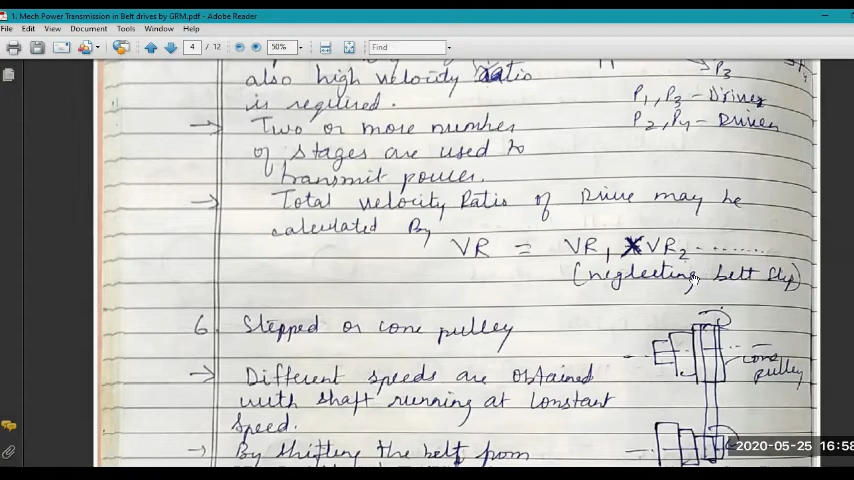 1. Mech Power Transmission in Belt drives by GRM.pdf - Adobe Reader
File Edit View Document Tools Window Help
4 / 12 50% Find
also high velocity ratio
is required.
P3
P1, P3 - Driver
P2, P4 - Driven
→ Two or more number
of stages are used to
transmit power.
→ Total velocity Ratio of Drive may be
calculated By
VR = VR1 × VR2 ........
(neglecting belt slip)
6. Stepped or cone pulley
cone
pulley
→ Different speeds are obtained
with shaft running at constant
speed.
→ By shifting the belt from
2020-05-25 16:58